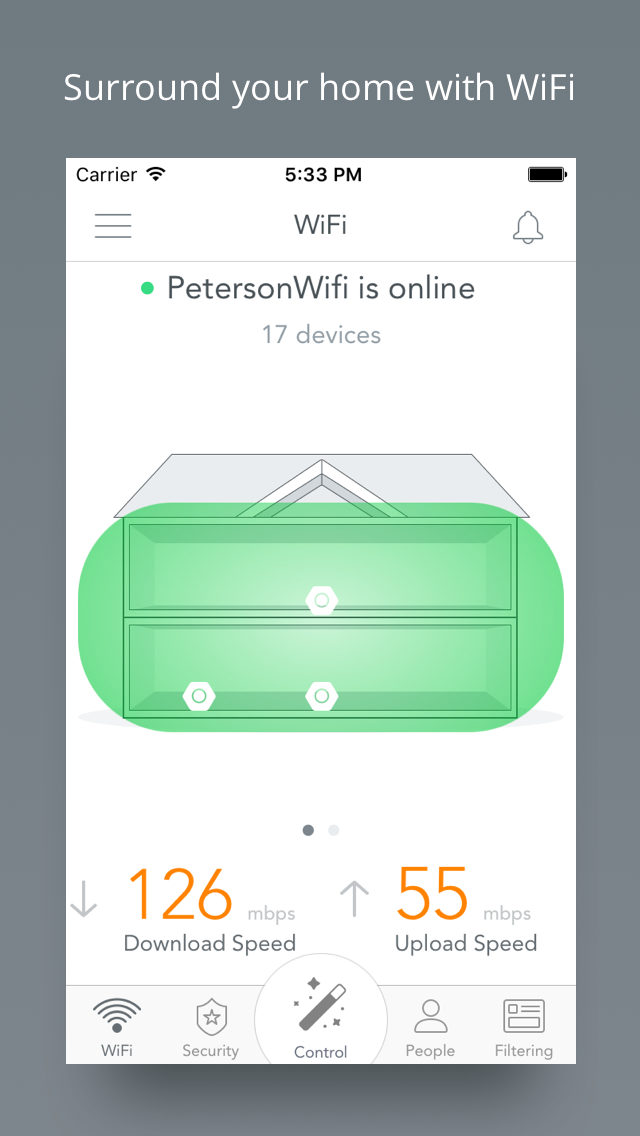 Surround your home with WiFi
Carrier 5:33 PM
WiFi
PetersonWifi is online
17 devices
126 mbps 55 mbps
Download Speed Upload Speed
WiFi Security Control People Filtering